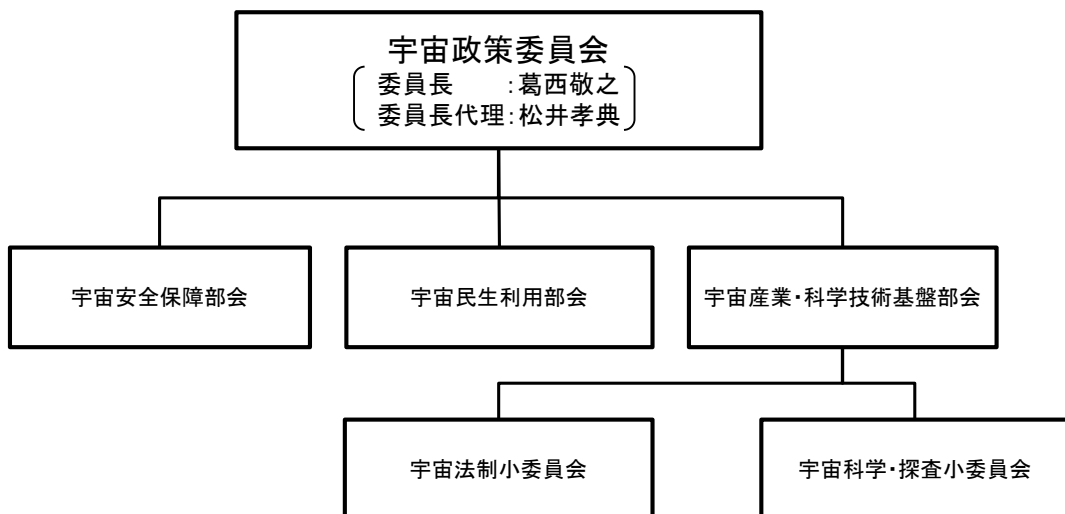 宇宙政策委員会
委員長　　：葛西敬之
委員長代理：松井孝典
宇宙安全保障部会
宇宙民生利用部会
宇宙産業・科学技術基盤部会
宇宙法制小委員会
宇宙科学・探査小委員会